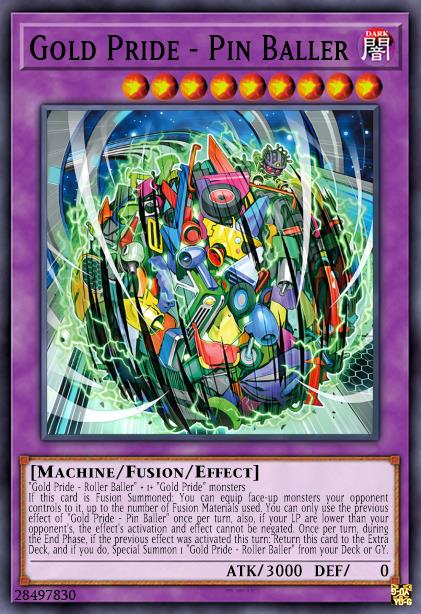 GOLD PRIDE - PIN BALLER
DARK
闇
[MACHINE/FUSION/EFFECT]
"Gold Pride - Roller Baller" + 1+ "Gold Pride" monsters
If this card is Fusion Summoned: You can equip face-up monsters your opponent
controls to it, up to the number of Fusion Materials used. You can only use the previous
effect of "Gold Pride - Pin Baller" once per turn, also, if your LP are lower than your
opponent's, the effect's activation and effect cannot be negated. Once per turn, during
the End Phase, if the previous effect was activated this turn: Return this card to the Extra
Deck, and if you do, Special Summon 1 "Gold Pride - Roller Baller" from your Deck or GY.
ATK/3000 DEF/ 0
28497830